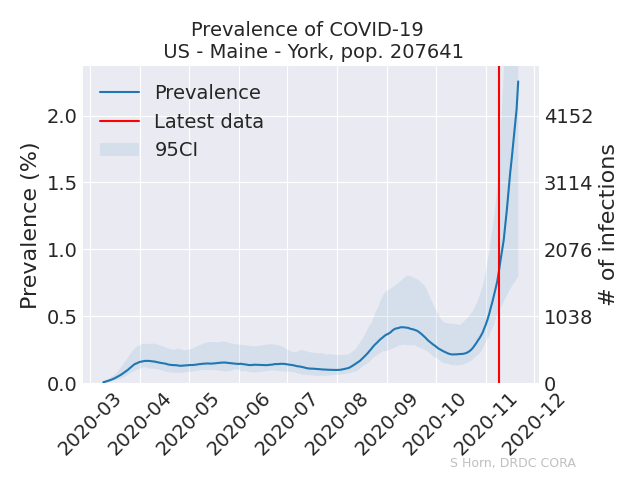 Prevalence of COVID-19
US - Maine - York, pop. 207641
Prevalence
Latest data
95CI
Prevalence (%)
2.0
1.5
1.0
0.5
0.0
4152
3114
2076
1038
0
# of infections
2020-03
2020-04
2020-05
2020-06
2020-07
2020-08
2020-09
2020-10
2020-11
2020-12
S Horn, DRDC CORA